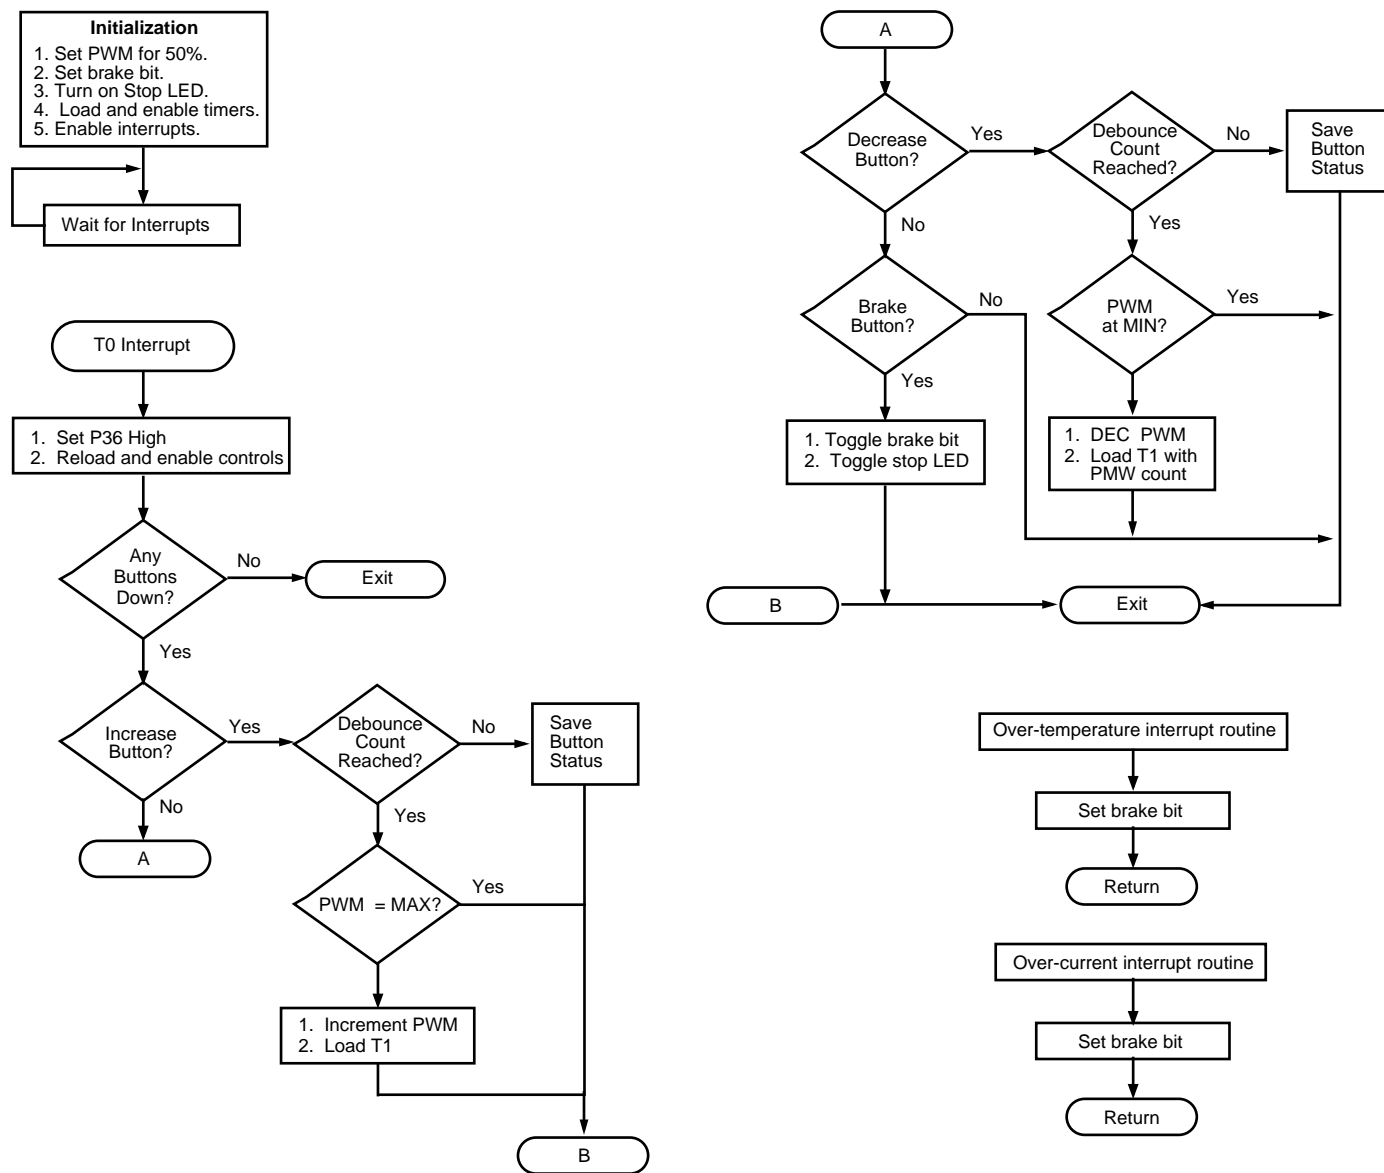 Initialization
1. Set PWM for 50%.
2. Set brake bit.
3. Turn on Stop LED.
4. Load and enable timers.
5. Enable interrupts.
Wait for Interrupts
T0 Interrupt
1. Set P36 High
2. Reload and enable controls
Any
Buttons
Down?
No
Exit
Yes
Increase
Button?
Yes
Debounce
Count
Reached?
No
Save
Button
Status
No
A
Yes
PWM = MAX?
Yes
1. Increment PWM
2. Load T1
B
A
Decrease
Button?
Yes
Debounce
Count
Reached?
No
Save
Button
Status
No
Yes
Brake
Button?
No
PWM
at MIN?
Yes
Yes
1. Toggle brake bit
2. Toggle stop LED
1. DEC PWM
2. Load T1 with
PMW count
B
Exit
Over-temperature interrupt routine
Set brake bit
Return
Over-current interrupt routine
Set brake bit
Return